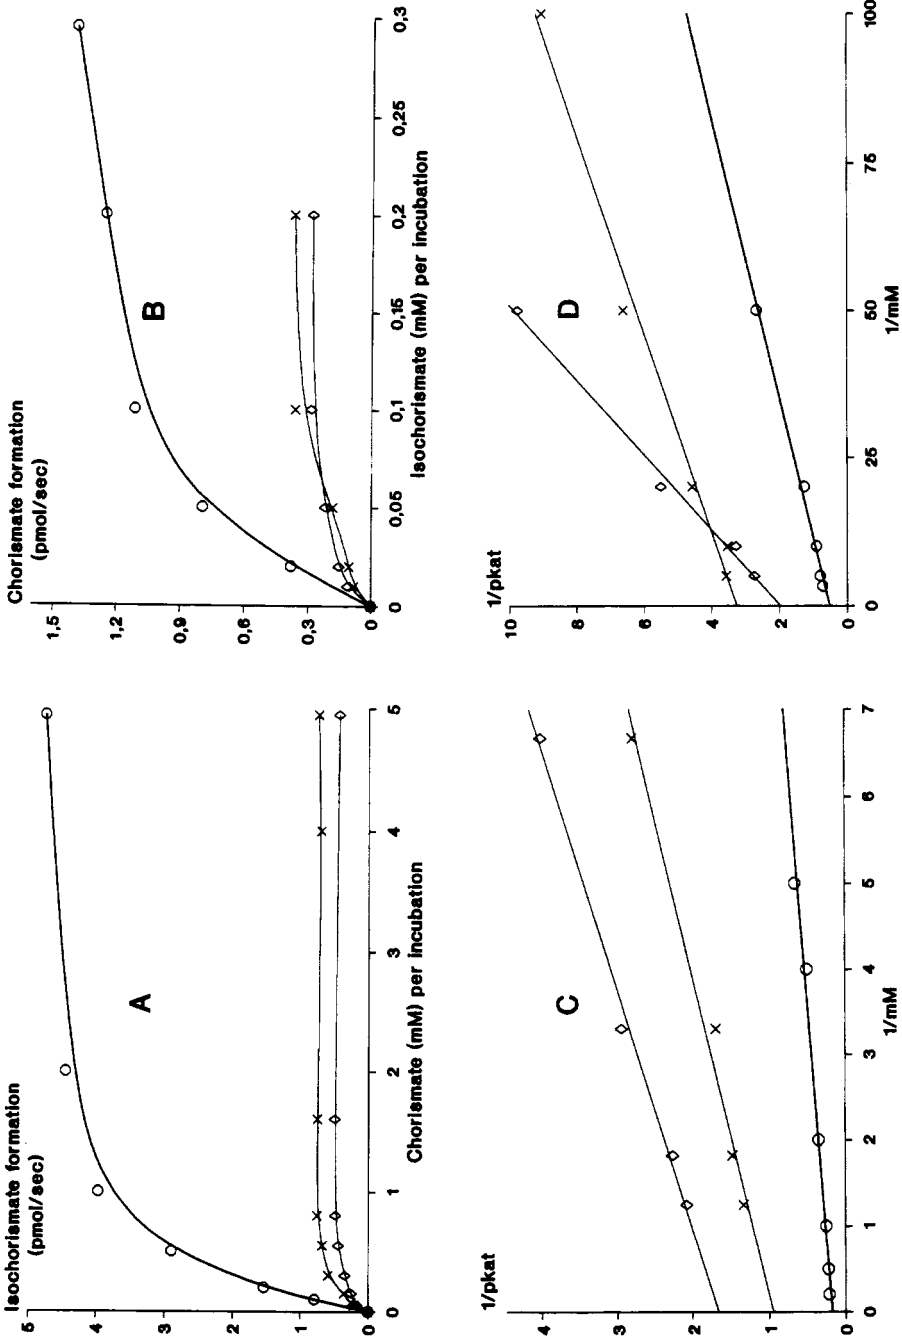 Isochorismate formation
(pmol/sec)
5
4
3
2
1
0
A
0 1 2 3 4 5
Chorismate (mM) per incubation
Chorismate formation
(pmol/sec)
1,5
1,2
0,9
0,6
0,3
0
B
0 0,05 0,1 0,15 0,2 0,25 0,3
Isochorismate (mM) per incubation
1/pkat
4
3
2
1
0
C
0 1 2 3 4 5 6 7
1/mM
1/pkat
10
8
6
4
2
0
D
0 25 50 75 100
1/mM